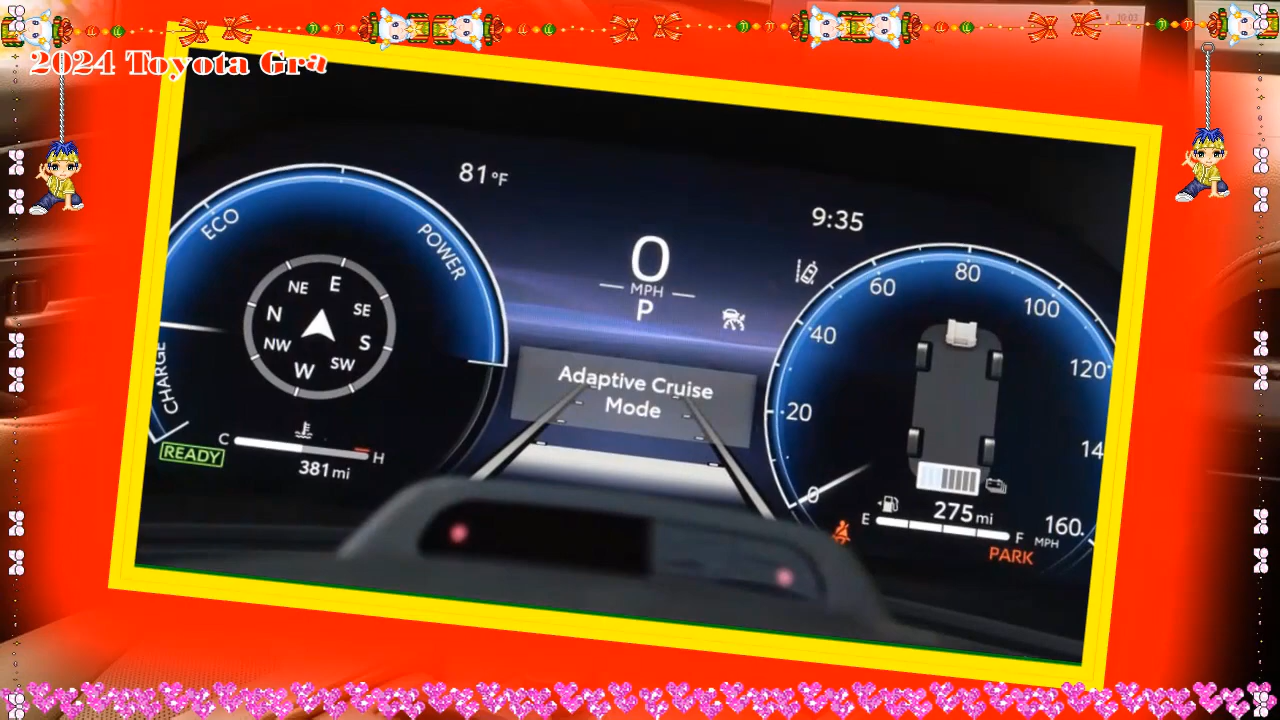 2024 Toyota Gra
81°F
9:35
ECO
POWER
CHARGE
NE
E
SE
N
S
NW
W
SW
0
MPH
P
Adaptive Cruise
Mode
READY
C
H
381 mi
0
20
40
60
80
100
120
14
160
MPH
275 mi
E
F
PARK